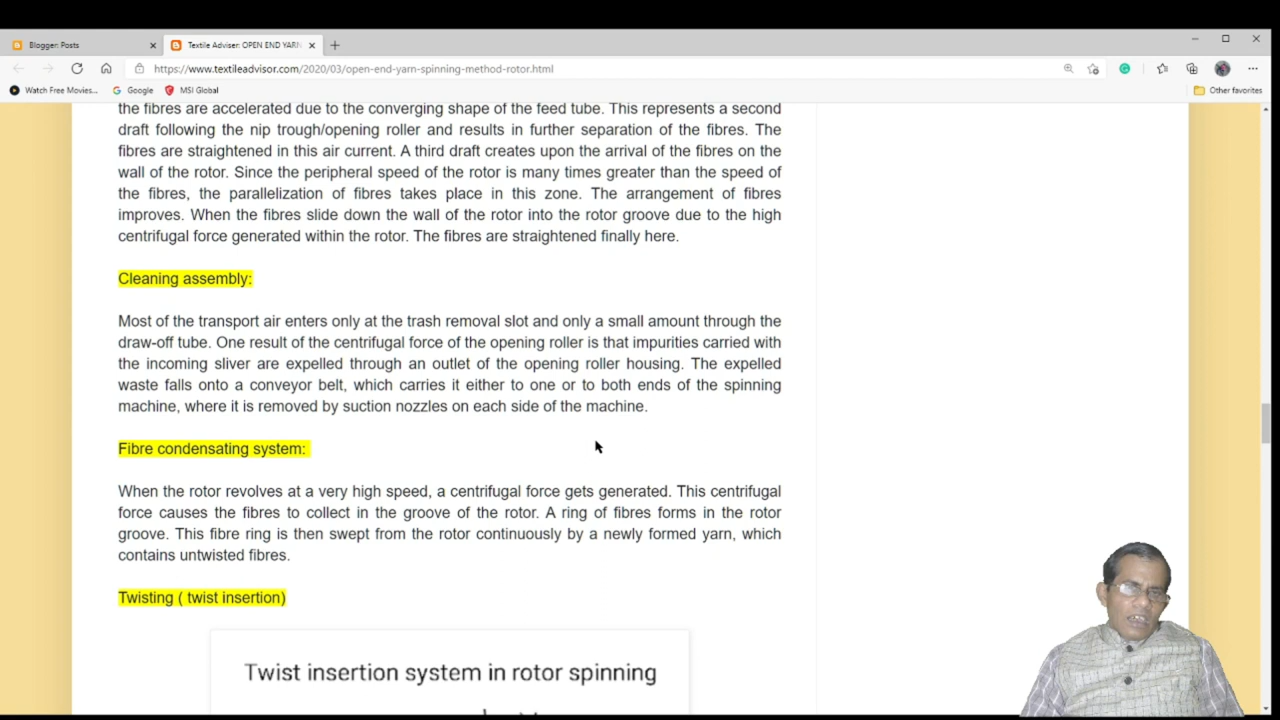 Blogger: Posts
Textile Adviser: OPEN END YARN
https://www.textileadvisor.com/2020/03/open-end-yarn-spinning-method-rotor.html
Watch Free Movies...
Google
MSI Global
Other favorites
the fibres are accelerated due to the converging shape of the feed tube. This represents a second
draft following the nip trough/opening roller and results in further separation of the fibres. The
fibres are straightened in this air current. A third draft creates upon the arrival of the fibres on the
wall of the rotor. Since the peripheral speed of the rotor is many times greater than the speed of
the fibres, the parallelization of fibres takes place in this zone. The arrangement of fibres
improves. When the fibres slide down the wall of the rotor into the rotor groove due to the high
centrifugal force generated within the rotor. The fibres are straightened finally here.
Cleaning assembly:
Most of the transport air enters only at the trash removal slot and only a small amount through the
draw-off tube. One result of the centrifugal force of the opening roller is that impurities carried with
the incoming sliver are expelled through an outlet of the opening roller housing. The expelled
waste falls onto a conveyor belt, which carries it either to one or to both ends of the spinning
machine, where it is removed by suction nozzles on each side of the machine.
Fibre condensating system:
When the rotor revolves at a very high speed, a centrifugal force gets generated. This centrifugal
force causes the fibres to collect in the groove of the rotor. A ring of fibres forms in the rotor
groove. This fibre ring is then swept from the rotor continuously by a newly formed yarn, which
contains untwisted fibres.
Twisting ( twist insertion)
Twist insertion system in rotor spinning